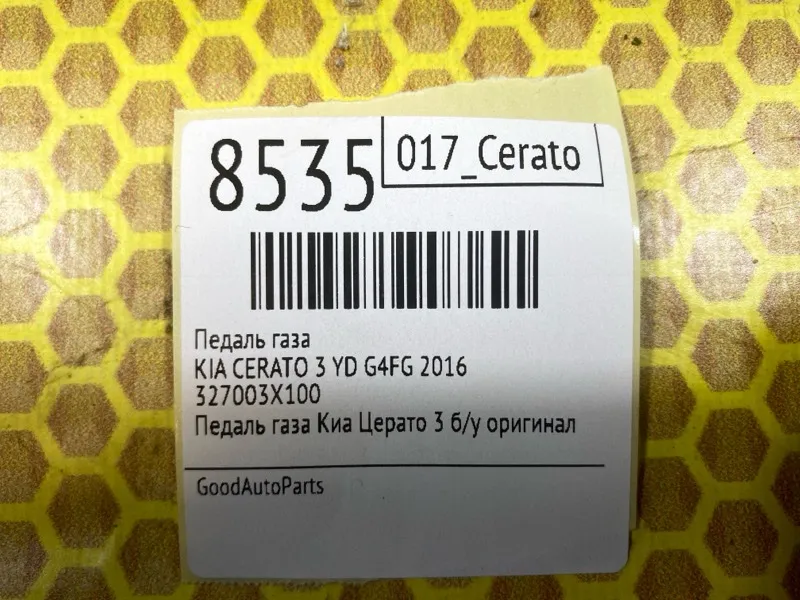 8535
017_Cerato
Педаль газа
KIA CERATO 3 YD G4FG 2016
327003X100
Педаль газа Киа Церато 3 б/у оригинал
GoodAutoParts